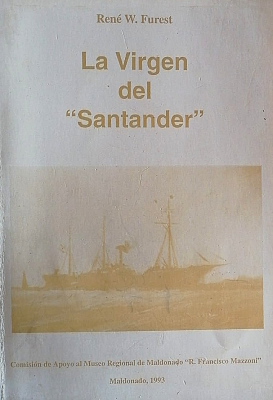 René W. Furest
La Virgen
del
“Santander”
Comisión de Apoyo al Museo Regional de Maldonado “R. Francisco Mazzoni”
Maldonado, 1993